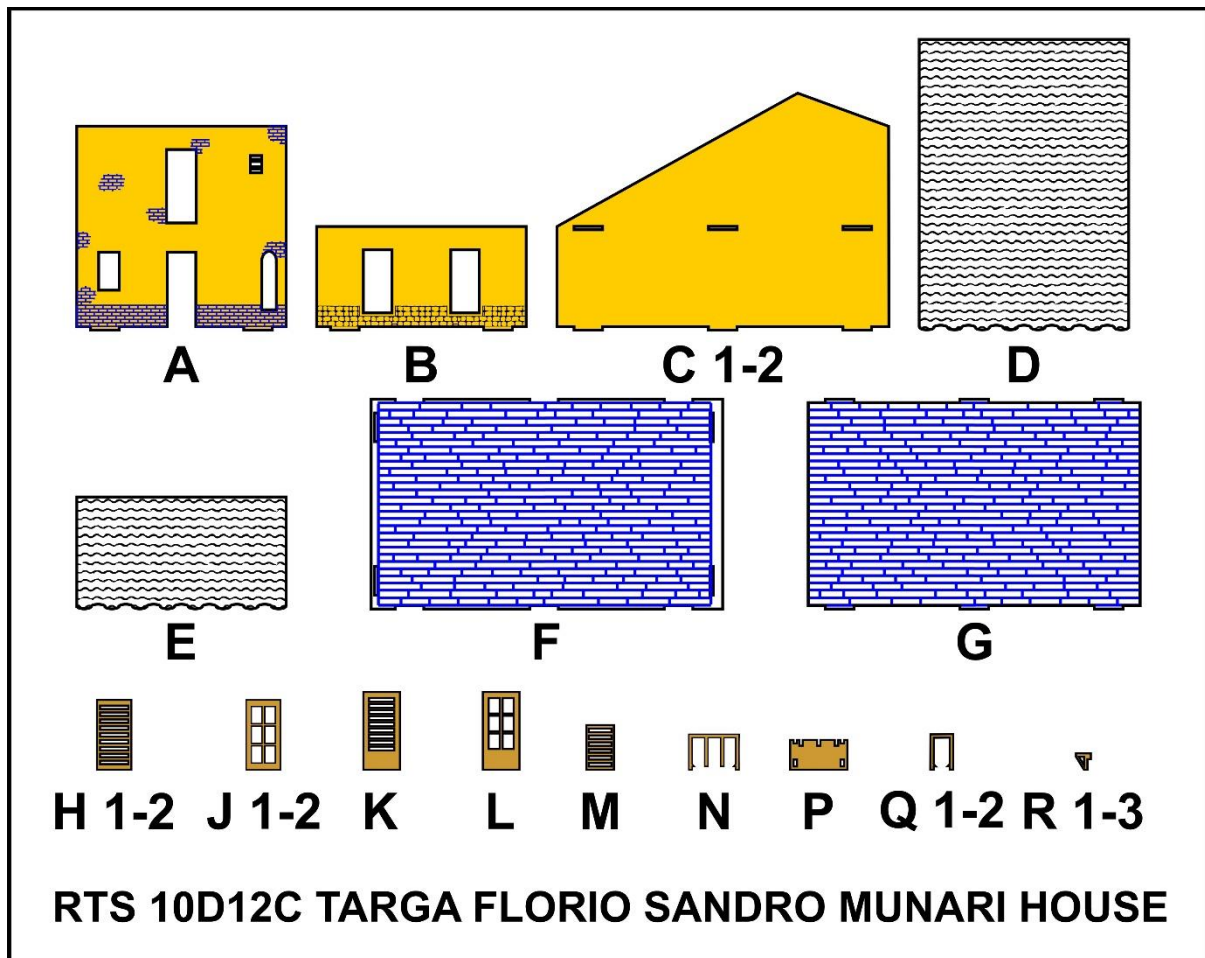 A B C 1-2 D
E F G
H 1-2 J 1-2 K L M N P Q 1-2 R 1-3
RTS 10D12C TARGA FLORIO SANDRO MUNARI HOUSE